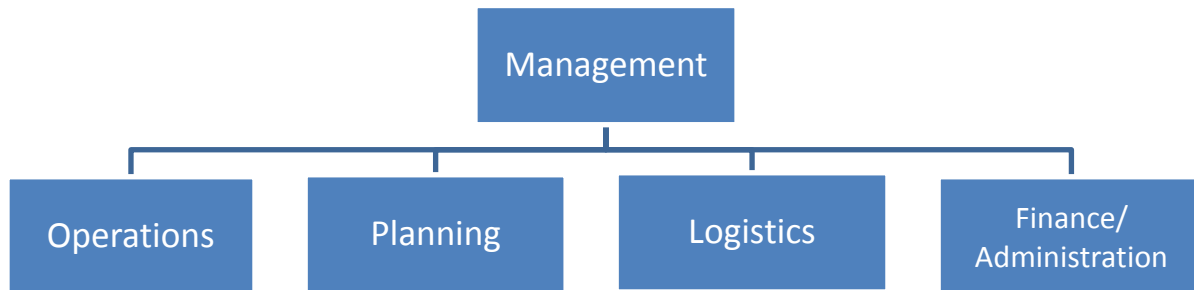 Management
Operations
Planning
Logistics
Finance/
Administration